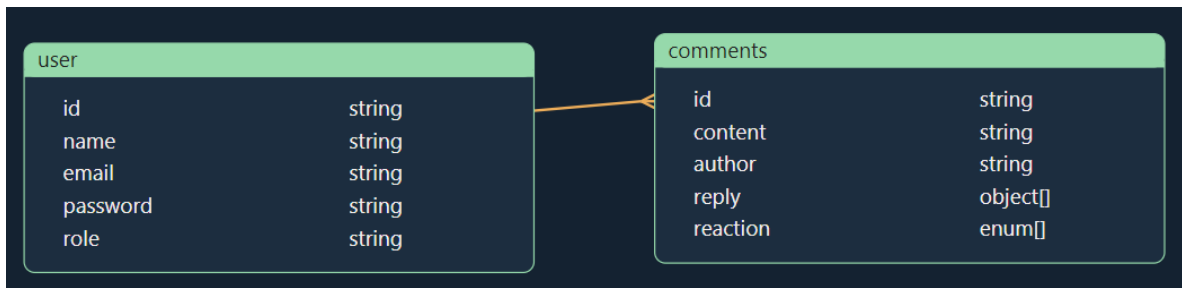 user
id string
name string
email string
password string
role string
comments
id string
content string
author string
reply object[]
reaction enum[]